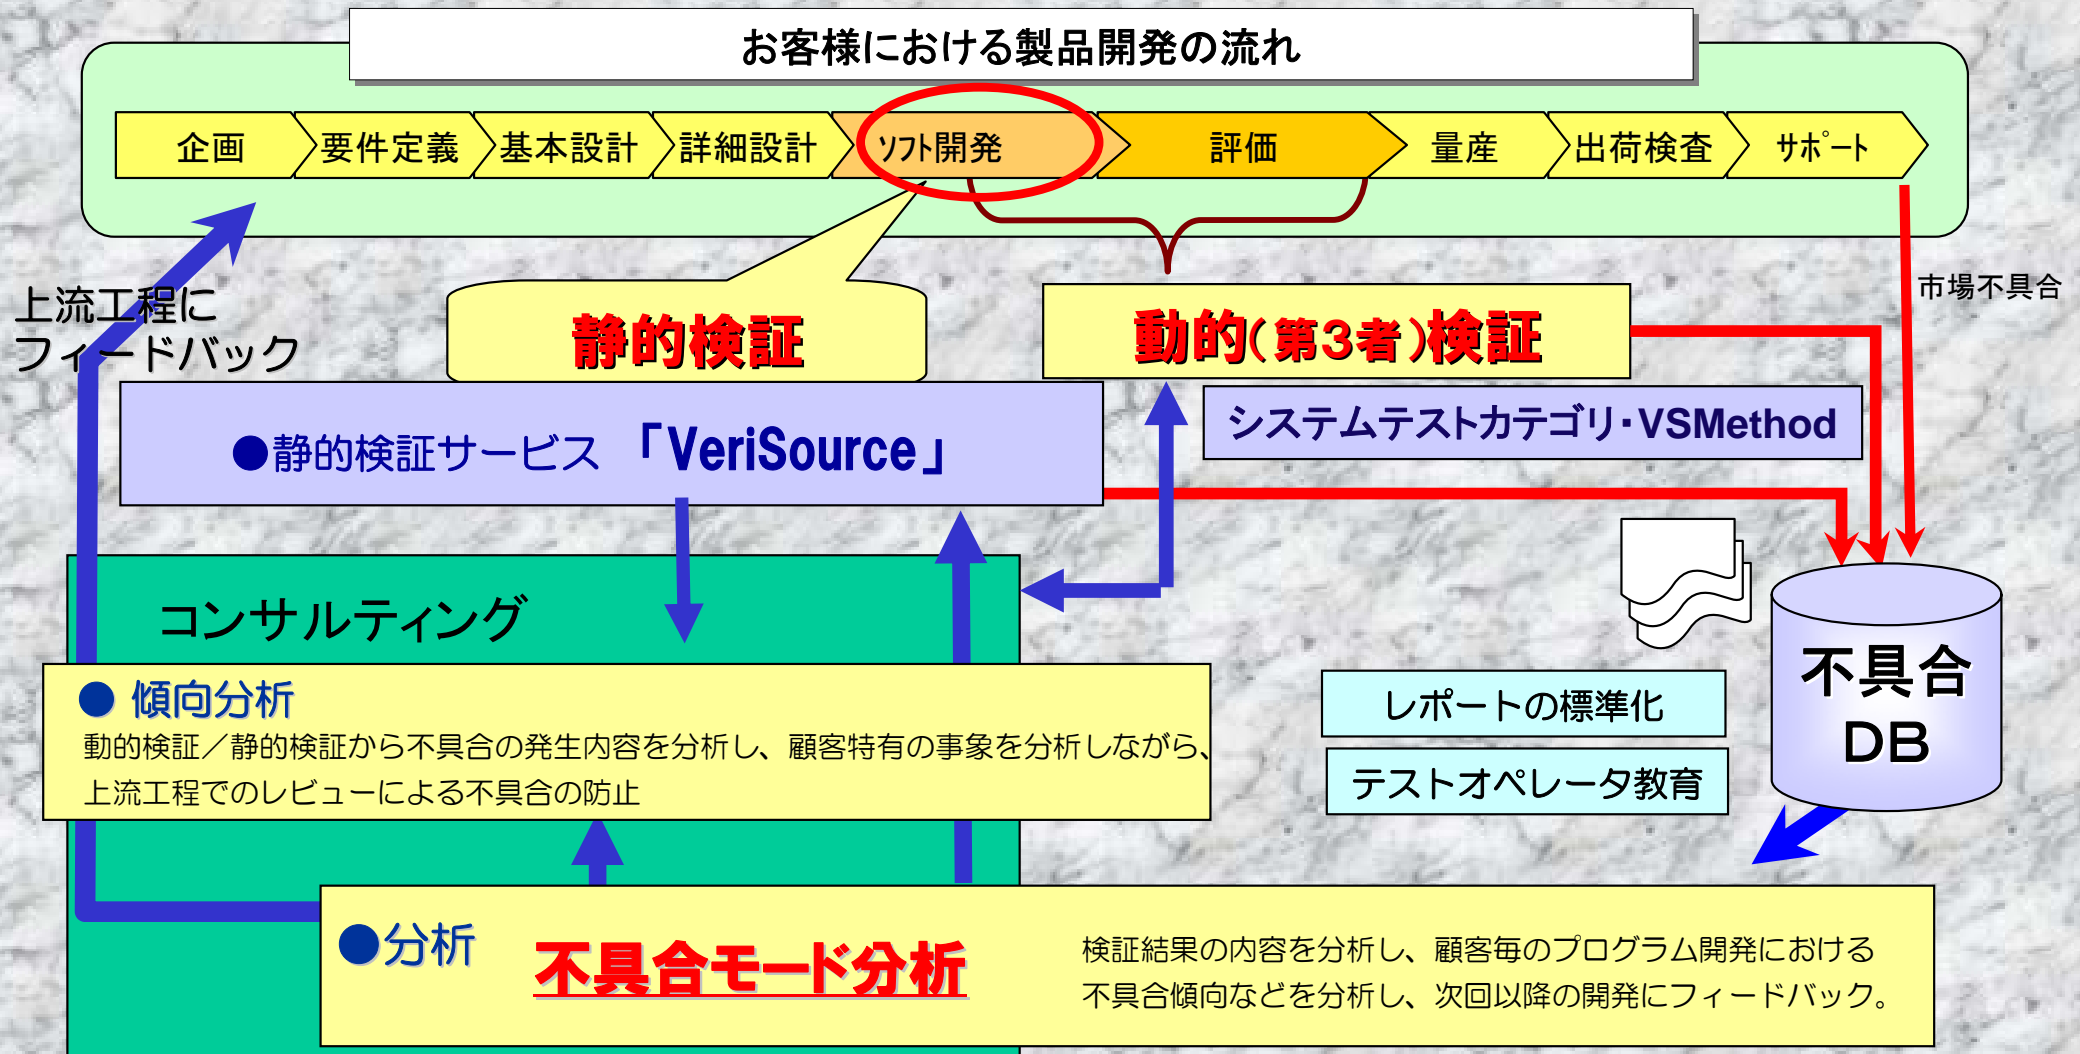 お客様における製品開発の流れ
企画
要件定義
基本設計
詳細設計
ｿﾌﾄ開発
評価
量産
出荷検査
ｻﾎﾟｰﾄ
上流工程に
フィードバック
市場不具合
静的検証
動的(第3者)検証
●静的検証サービス 「VeriSource」
システムテストカテゴリ・VSMethod
コンサルティング
● 傾向分析
動的検証／静的検証から不具合の発生内容を分析し、顧客特有の事象を分析しながら、
上流工程でのレビューによる不具合の防止
レポートの標準化
テストオペレータ教育
不具合
DB
●分析
不具合モード分析
検証結果の内容を分析し、顧客毎のプログラム開発における
不具合傾向などを分析し、次回以降の開発にフィードバック。